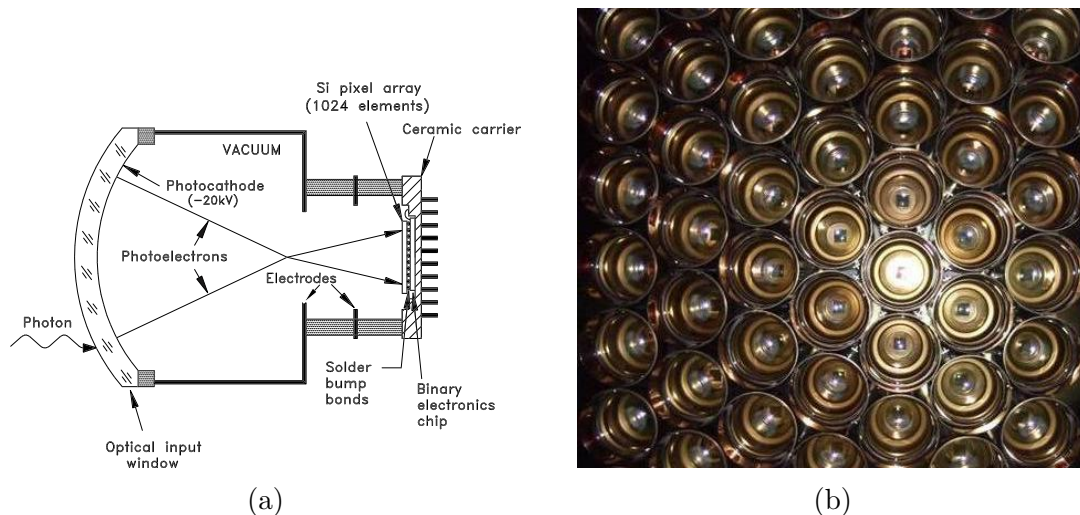 Si pixel array
(1024 elements)
Ceramic carrier
VACUUM
Photocathode
(−20kV)
Photoelectrons
Electrodes
Photon
Solder
bump
bonds
Binary
electronics
chip
Optical input
window
(a)
(b)